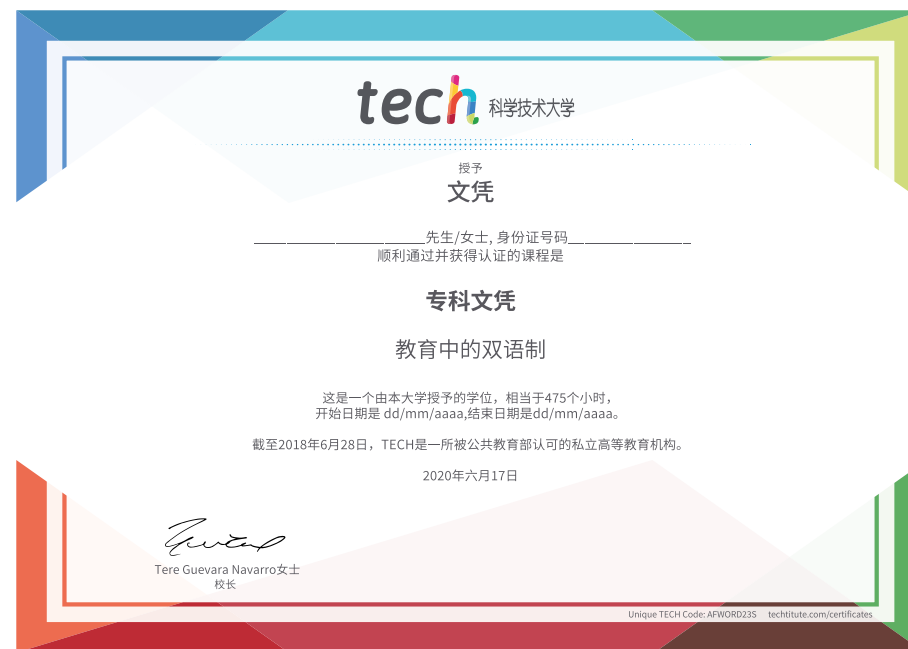 tech 科学技术大学
授予
文凭
_____________________先生/女士, 身份证号码_______________
顺利通过并获得认证的课程是
专科文凭
教育中的双语制
这是一个由本大学授予的学位，相当于475个小时，
开始日期是 dd/mm/aaaa,结束日期是dd/mm/aaaa。
截至2018年6月28日，TECH是一所被公共教育部认可的私立高等教育机构。
2020年六月17日
Tere Guevara Navarro女士
校长
Unique TECH Code: AFWORD23S techtitute.com/certificates